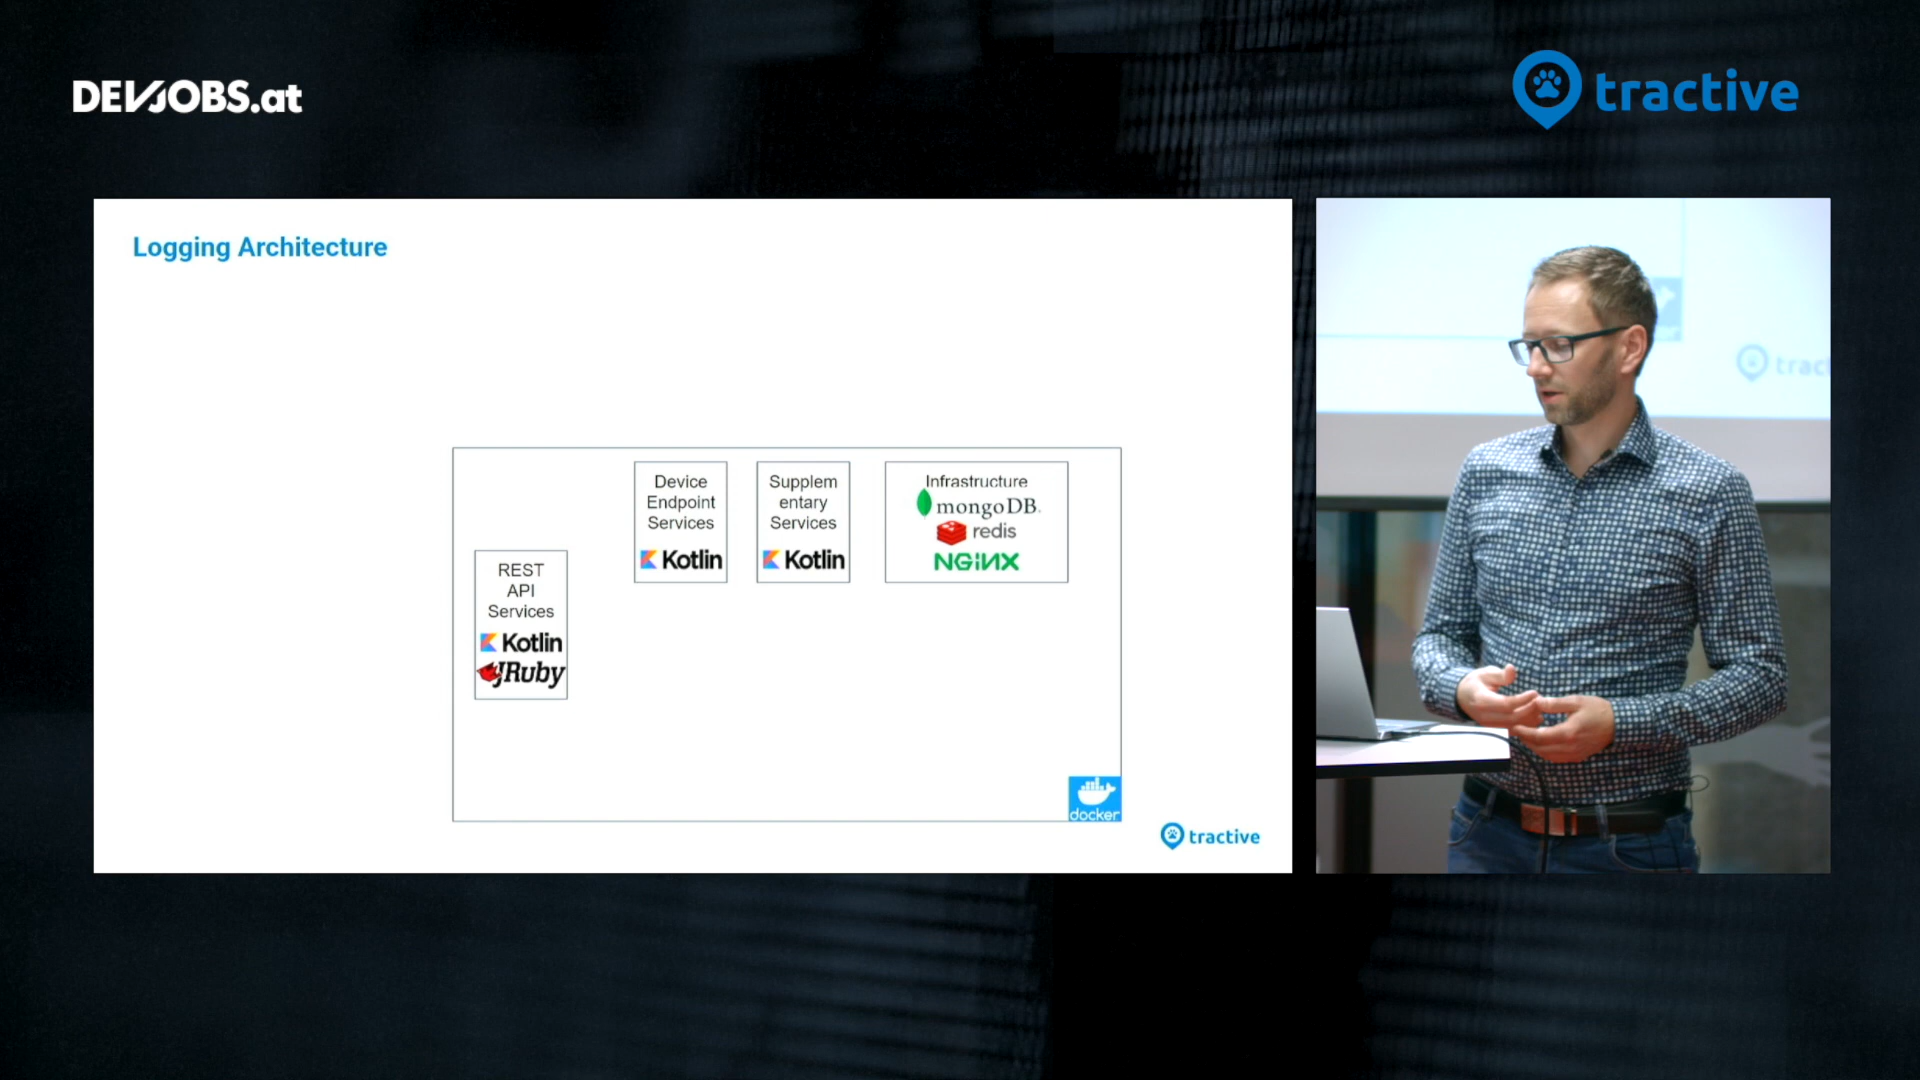 DEVJOBS.at
tractive
Logging Architecture
Device
Endpoint
Services
Kotlin
Supplem
entary
Services
Kotlin
Infrastructure
mongoDB.
redis
NGiNX
REST
API
Services
Kotlin
JRuby
docker
tractive
tract